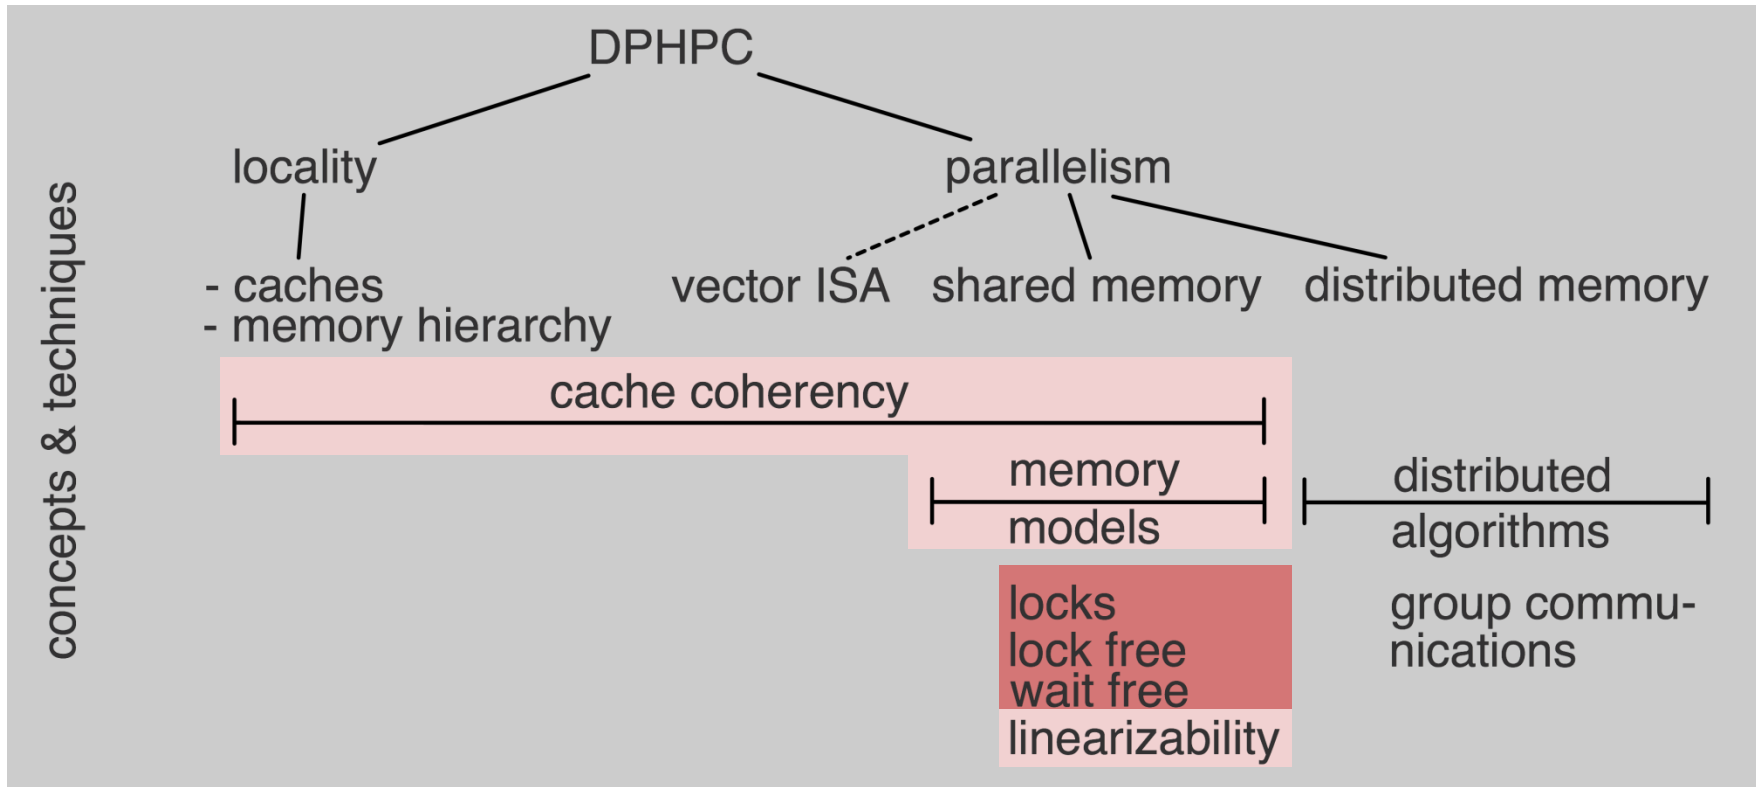 DPHPC
locality
parallelism
- caches
- memory hierarchy
vector ISA
shared memory
distributed memory
concepts & techniques
cache coherency
memory
models
distributed
algorithms
locks
lock free
wait free
linearizability
group commu-
nications